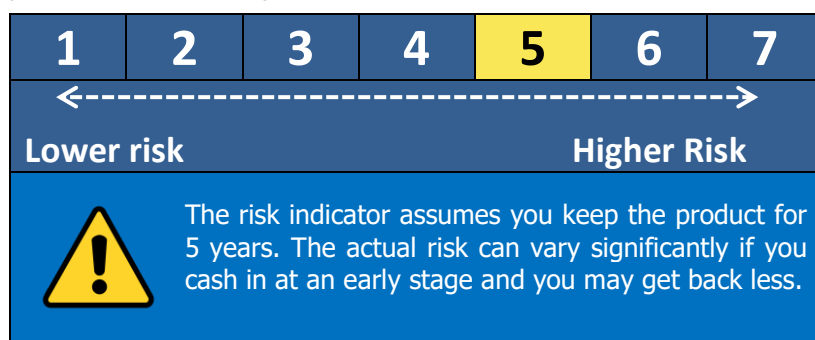 1 2 3 4 5 6 7
Lower risk Higher Risk
The risk indicator assumes you keep the product for
5 years. The actual risk can vary significantly if you
cash in at an early stage and you may get back less.